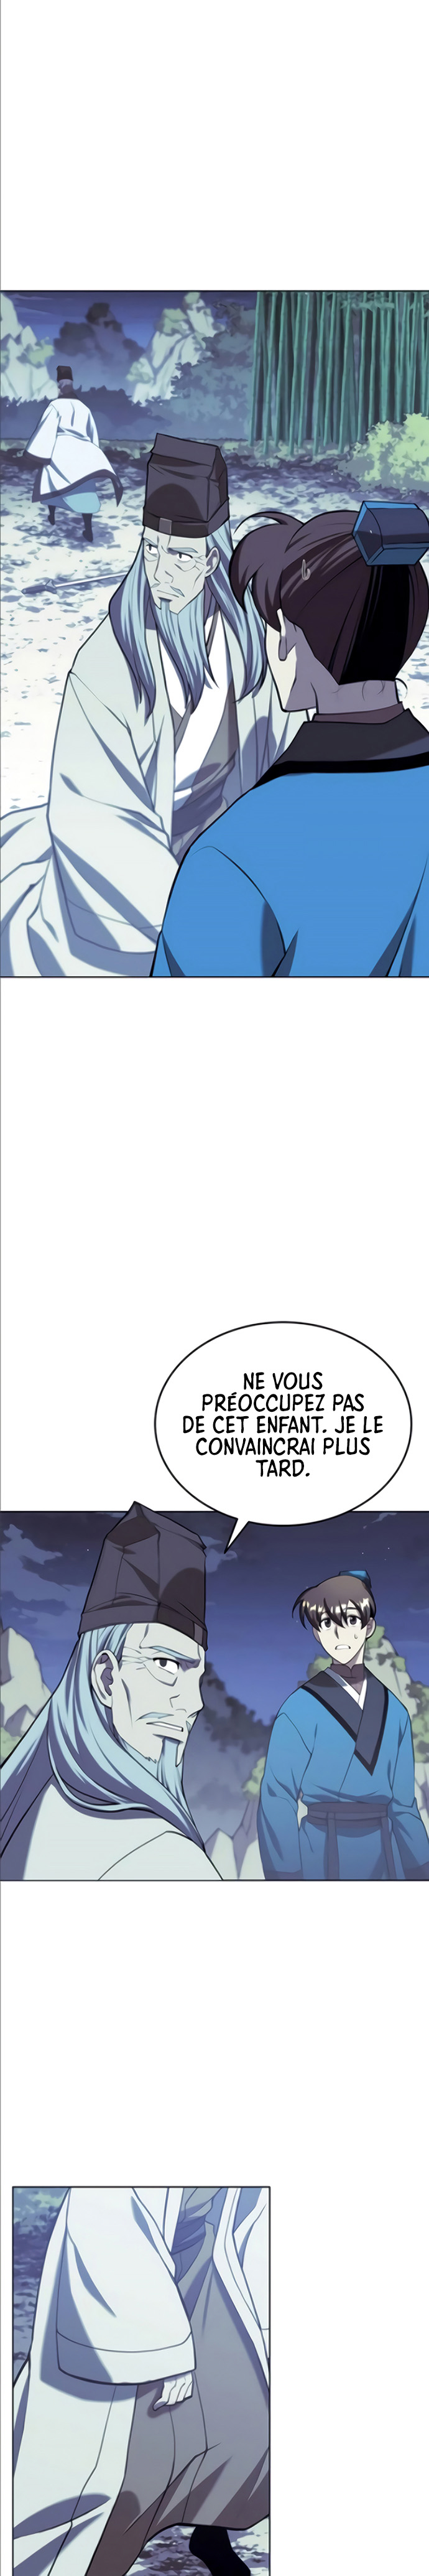 NE VOUS
PRÉOCCUPEZ PAS
DE CET ENFANT. JE LE
CONVAINCRAI PLUS
TARD.